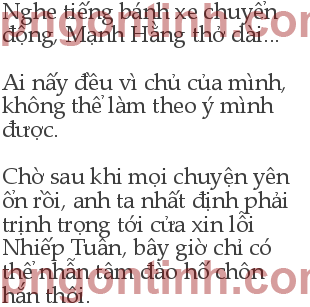 Nghe tiếng bánh xe chuyển
động, Mạnh Hằng thở dài...
Ai nấy đều vì chủ của mình,
không thể làm theo ý mình
được.
Chờ sau khi mọi chuyện yên
ổn rồi, anh ta nhất định phải
trịnh trọng tới cửa xin lỗi
Nhiếp Tuân, bây giờ chỉ có
thể nhẫn tâm đào hố chôn
hắn thôi.